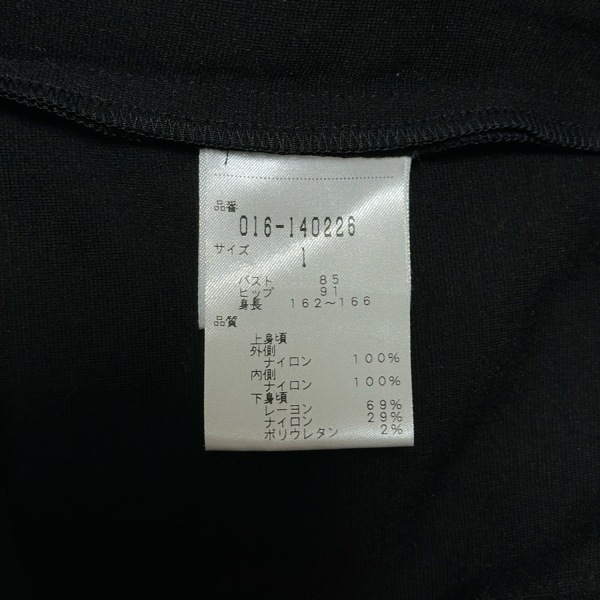 品番
016-140226
サイズ
1
バスト 85
ヒップ 91
身長 162～166
品質
上身頃
外側
ナイロン 100%
内側
ナイロン 100%
下身頃
レーヨン 69%
ナイロン 29%
ポリウレタン 2%